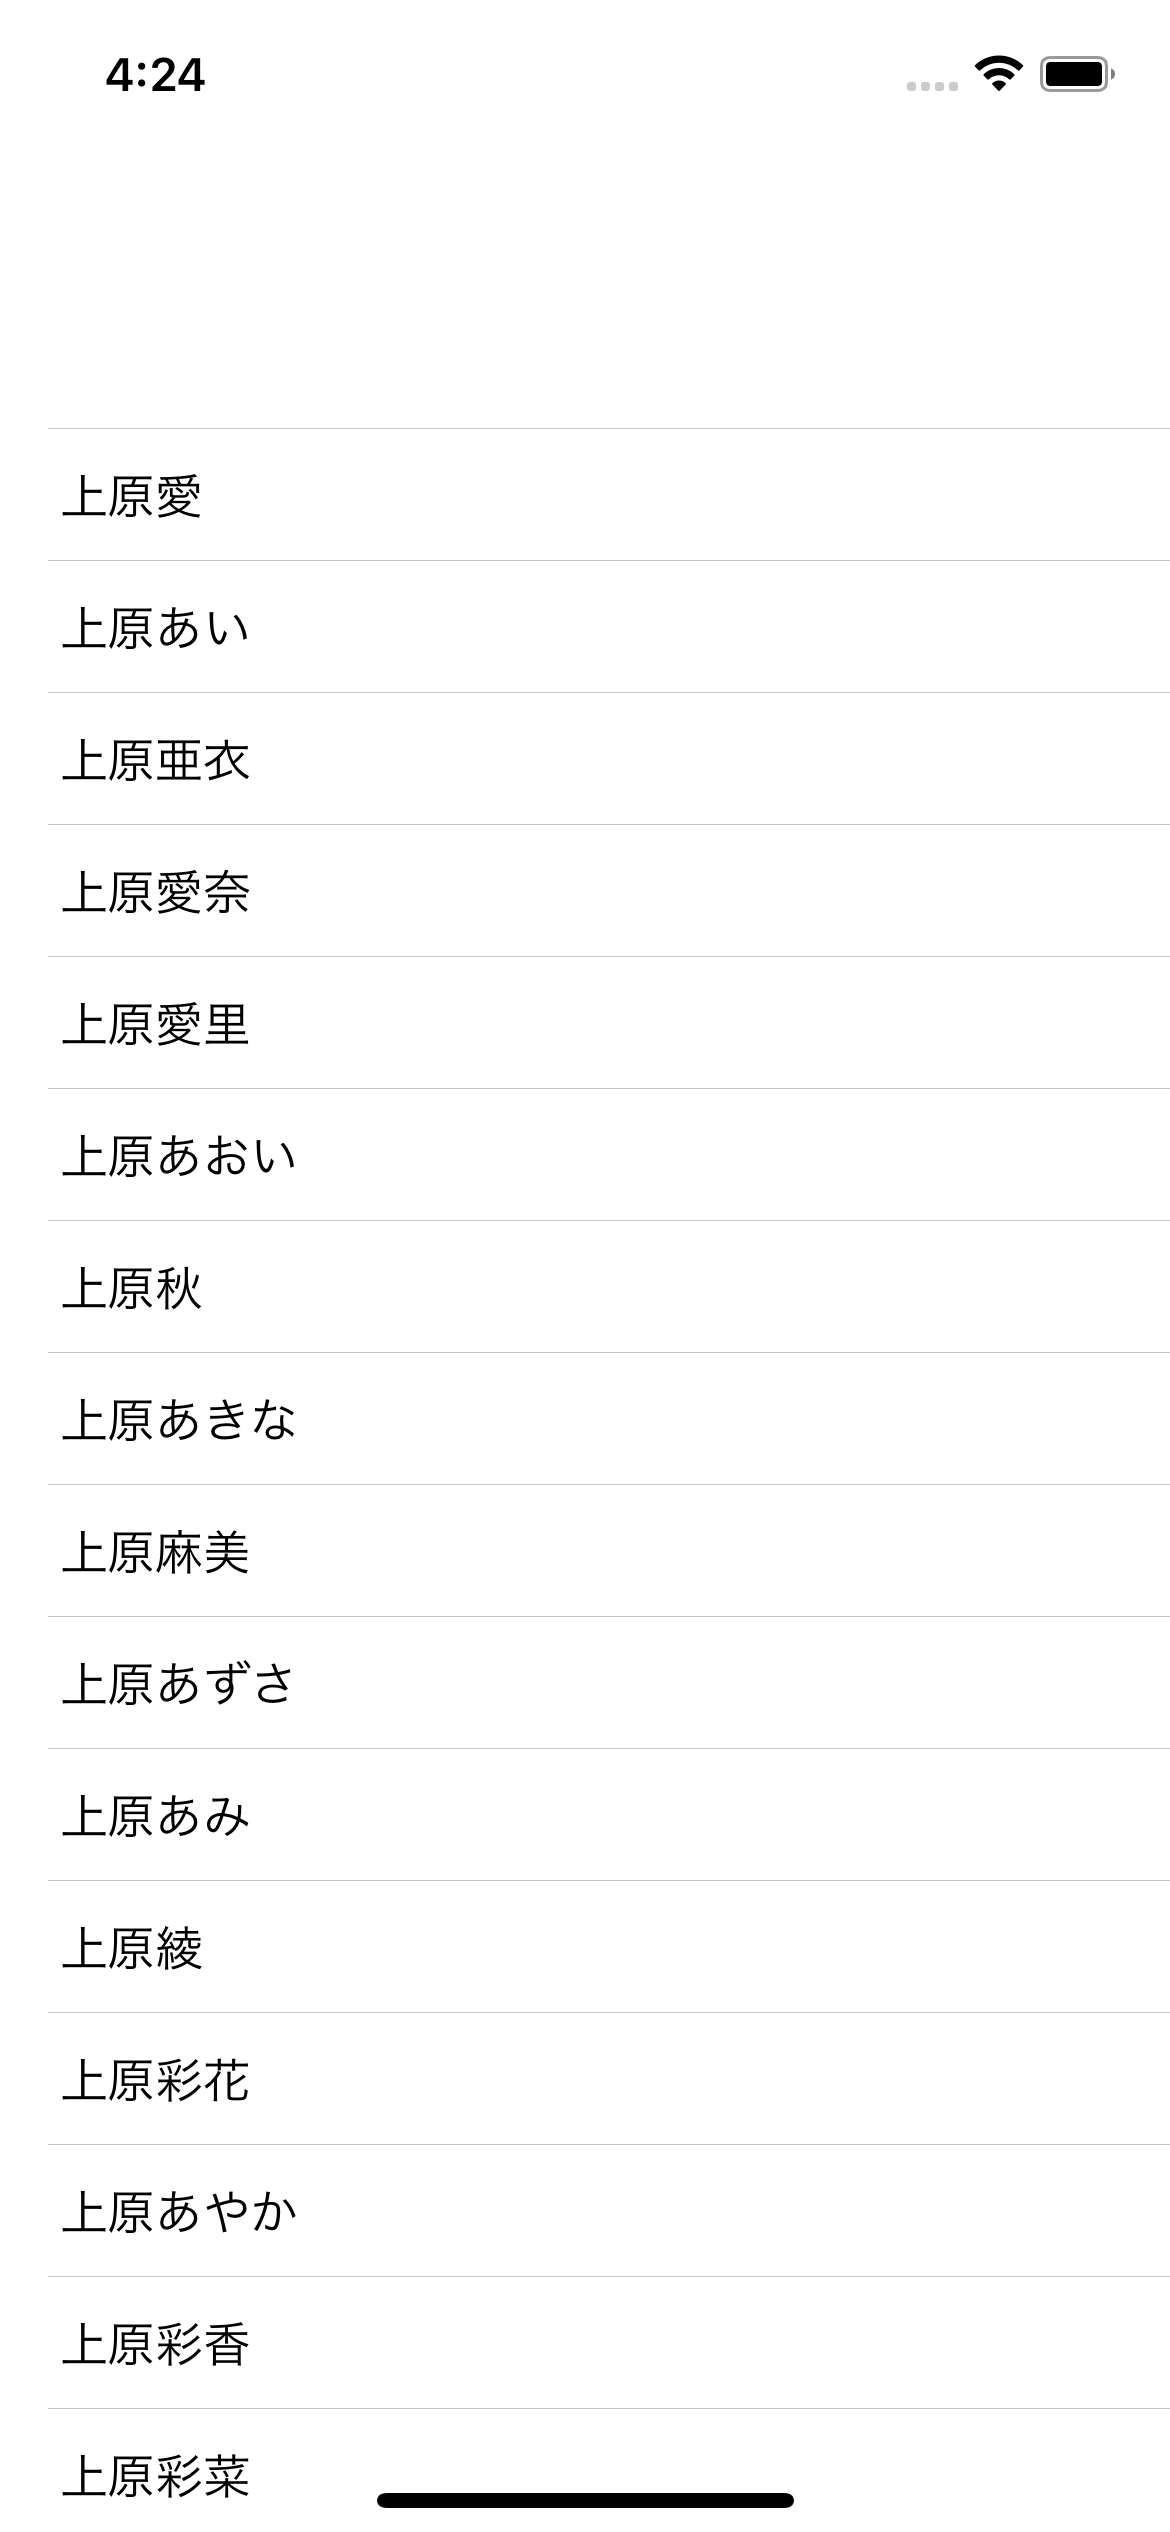 4:24
上原愛
上原あい
上原亜衣
上原愛奈
上原愛里
上原あおい
上原秋
上原あきな
上原麻美
上原あずさ
上原あみ
上原綾
上原彩花
上原あやか
上原彩香
上原彩菜